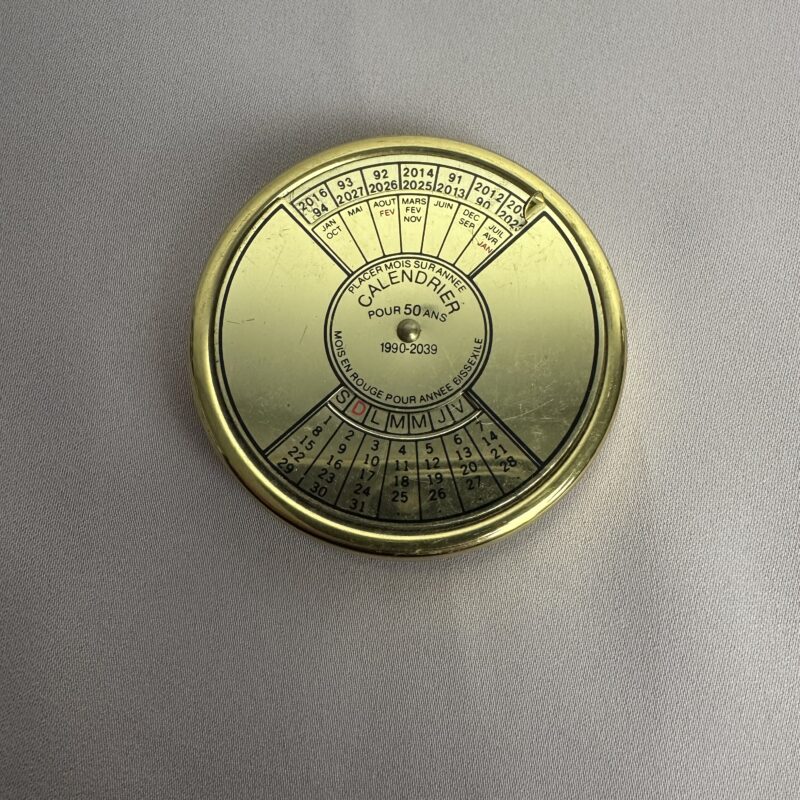 2016 93 92 2014 91 2012
94 2027 2026 2025 2013 90
JAN MAI AOUT MARS JUIN DEC JUIL
OCT FEV FEV SEP AVR
NOV JAN
PLACER MOIS SUR ANNEE
CALENDRIER
POUR 50 ANS
1990-2039
MOIS EN ROUGE POUR ANNEE BISSEXILE
S D L M M J V
1 2 3 4 5 6 7
8 9 10 11 12 13 14
15 16 17 18 19 20 21
22 23 24 25 26 27 28
29 30 31